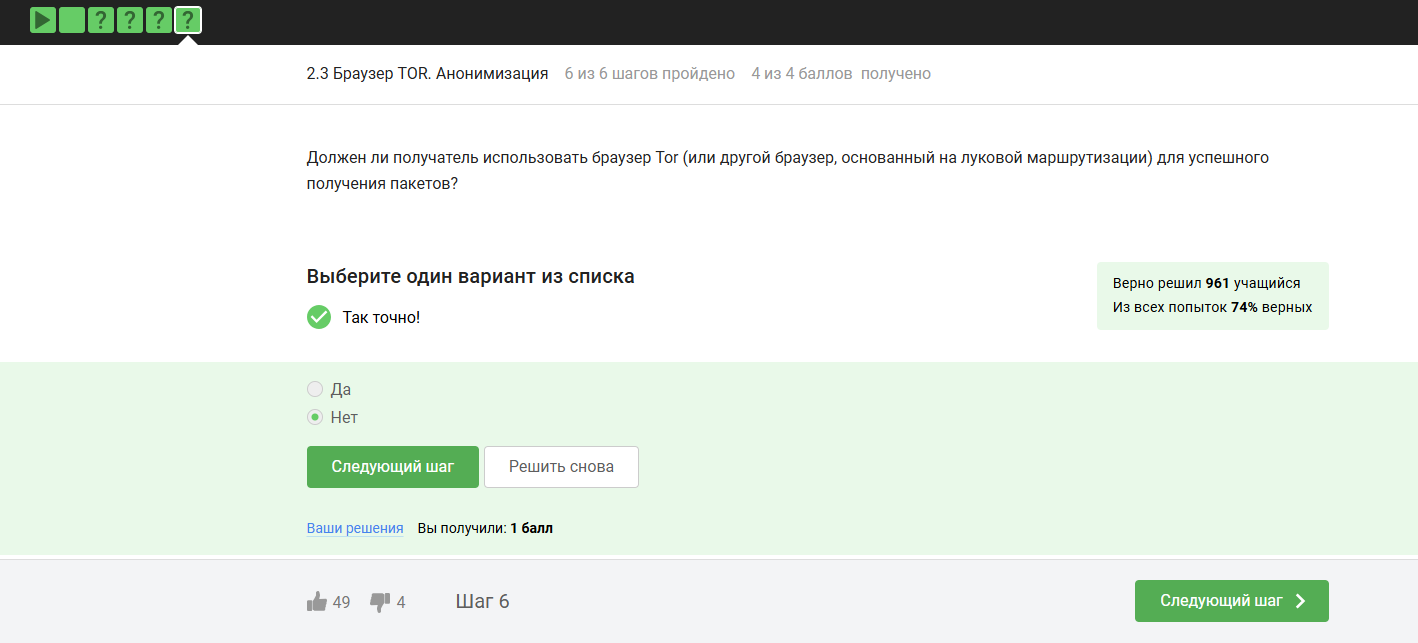 ? ? ? ?
2.3 Браузер TOR. Анонимизация 6 из 6 шагов пройдено 4 из 4 баллов получено
Должен ли получатель использовать браузер Tor (или другой браузер, основанный на луковой маршрутизации) для успешного
получения пакетов?
Выберите один вариант из списка
Так точно!
Верно решил 961 учащийся
Из всех попыток 74% верных
Да
Нет
Следующий шаг Решить снова
Ваши решения Вы получили: 1 балл
49 4 Шаг 6 Следующий шаг